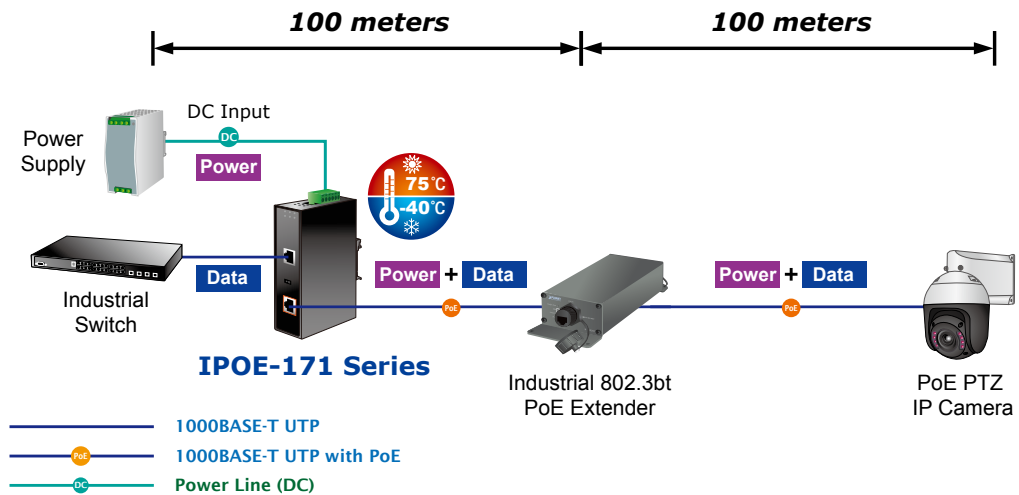 100 meters
100 meters
DC Input
Power
Supply
DC
Power
75°C
-40°C
Industrial
Switch
Data
Power + Data
PoE
Power + Data
PoE
IPOE-171 Series
Industrial 802.3bt
PoE Extender
PoE PTZ
IP Camera
1000BASE-T UTP
PoE
1000BASE-T UTP with PoE
DC
Power Line (DC)